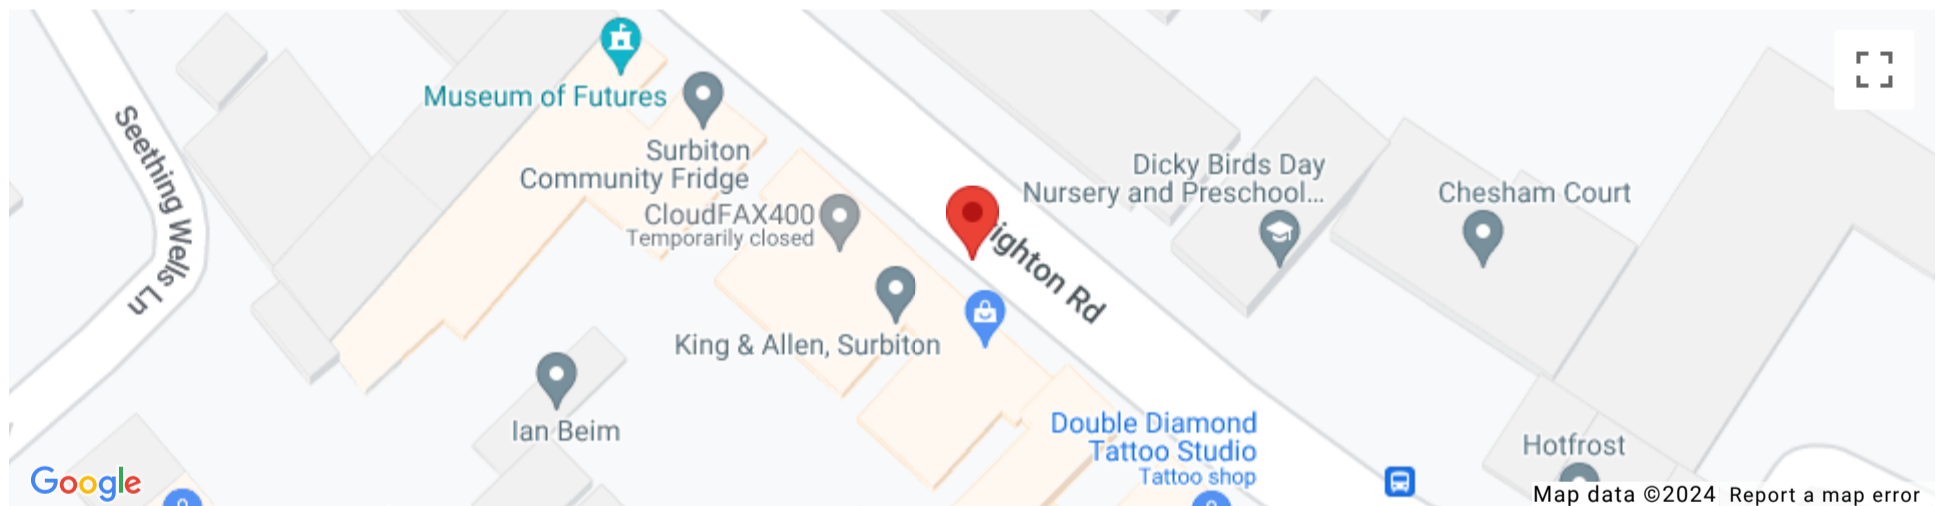 Museum of Futures
Seething Wells Ln
Surbiton
Community Fridge
CloudFAX400
Temporarily closed
Dicky Birds Day
Nursery and Preschool...
Chesham Court
ighton Rd
King & Allen, Surbiton
Ian Beim
Double Diamond
Tattoo Studio
Tattoo shop
Hotfrost
Google
Map data ©2024
Report a map error